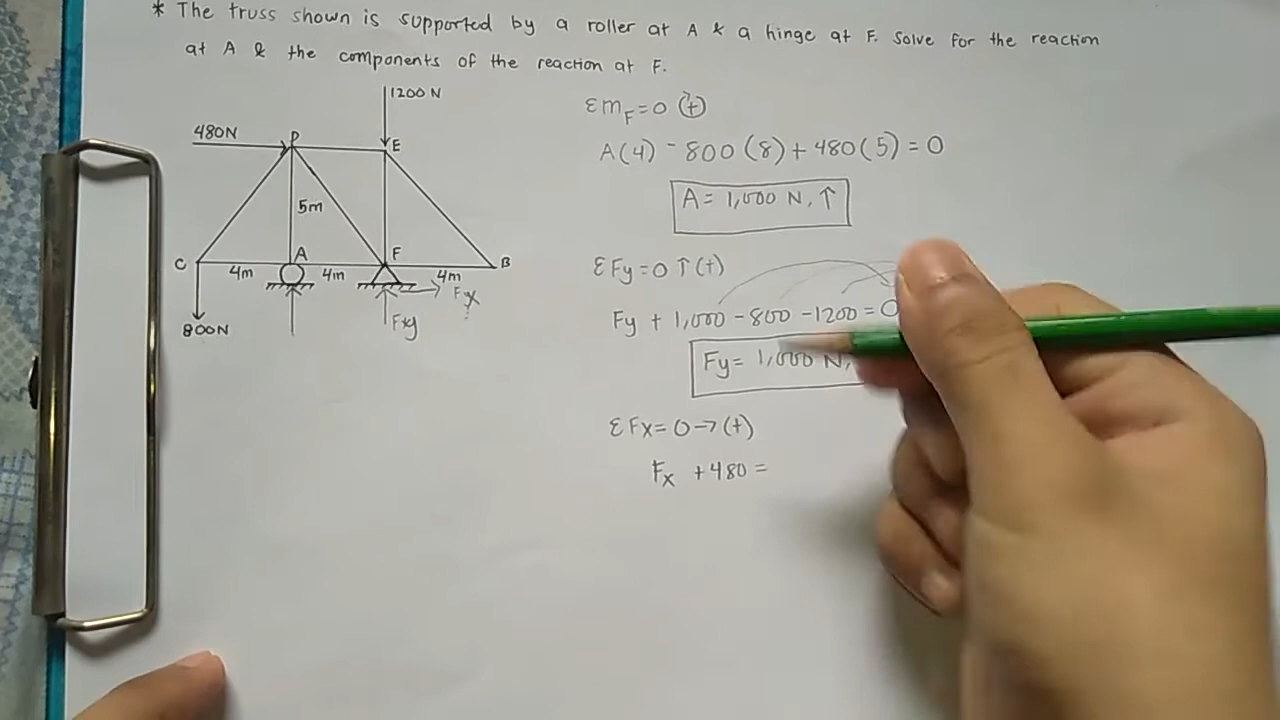 * The truss shown is supported by a roller at A & a hinge at F. Solve for the reaction
at A & the components of the reaction at F.
1200 N
480N
D
E
5m
C
A
F
B
4m
4m
4m
Fx
800N
Fy
ΣmF=0 (+)
A(4) - 800 (8) + 480 (5) = 0
A= 1,000 N, ↑
ΣFy=0 ↑(+)
Fy + 1,000 - 800 - 1200 = 0
Fy= 1,000 N,
ΣFx= 0 → (+)
Fx + 480 =